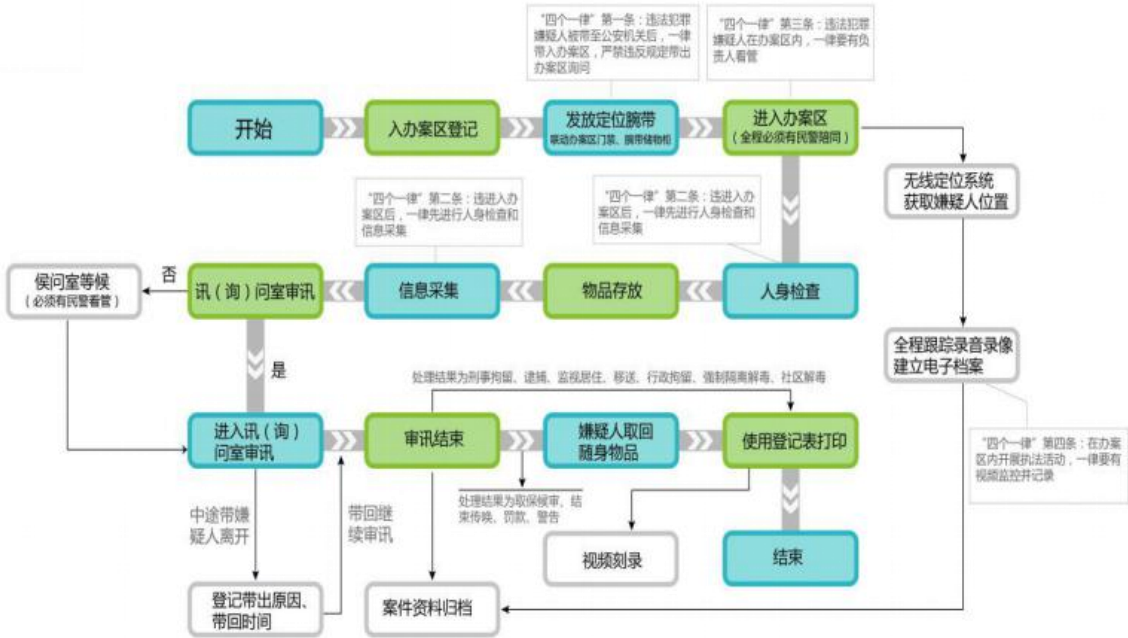 “四个一律”第一条：违法犯罪
嫌疑人被带至公安机关后，一律
带入办案区，严禁违反规定带出
办案区询问
“四个一律”第三条：违法犯罪
嫌疑人在办案区内，一律要有负
责人看管
开始
入办案区登记
发放定位腕带
联动办案区门禁、腕带储物柜
进入办案区
（全程必须有民警陪同）
无线定位系统
获取嫌疑人位置
“四个一律”第二条：违进入办
案区后，一律先进行人身检查和
信息采集
“四个一律”第二条：违进入办
案区后，一律先进行人身检查和
信息采集
侯问室等候
（必须有民警看管）
否
讯（询）问室审讯
信息采集
物品存放
人身检查
全程跟踪录音录像
建立电子档案
是
处理结果为刑事拘留、逮捕、监视居住、移送、行政拘留、强制隔离解毒、社区解毒
进入讯（询）
问室审讯
审讯结束
嫌疑人取回
随身物品
使用登记表打印
“四个一律”第四条：在办案
区内开展执法活动，一律要有
视频监控并记录
中途带嫌
疑人离开
带回继
续审讯
处理结果为取保候审、结
束传唤、罚款、警告
视频刻录
结束
登记带出原因、
带回时间
案件资料归档